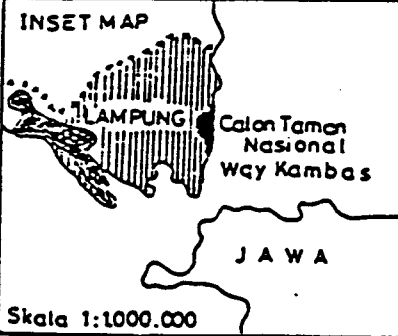 INSET MAP
LAMPUNG
Calon Taman
Nasional
Way Kambas
JAWA
Skala 1:1.000.000